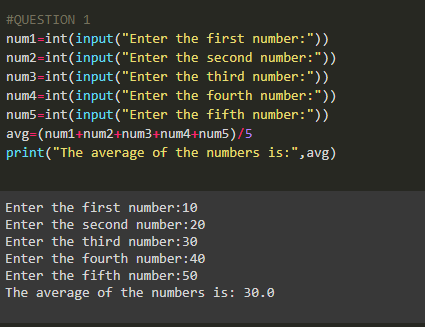 #QUESTION 1
num1=int(input("Enter the first number:"))
num2=int(input("Enter the second number:"))
num3=int(input("Enter the third number:"))
num4=int(input("Enter the fourth number:"))
num5=int(input("Enter the fifth number:"))
avg=(num1+num2+num3+num4+num5)/5
print("The average of the numbers is:",avg)
Enter the first number:10
Enter the second number:20
Enter the third number:30
Enter the fourth number:40
Enter the fifth number:50
The average of the numbers is: 30.0